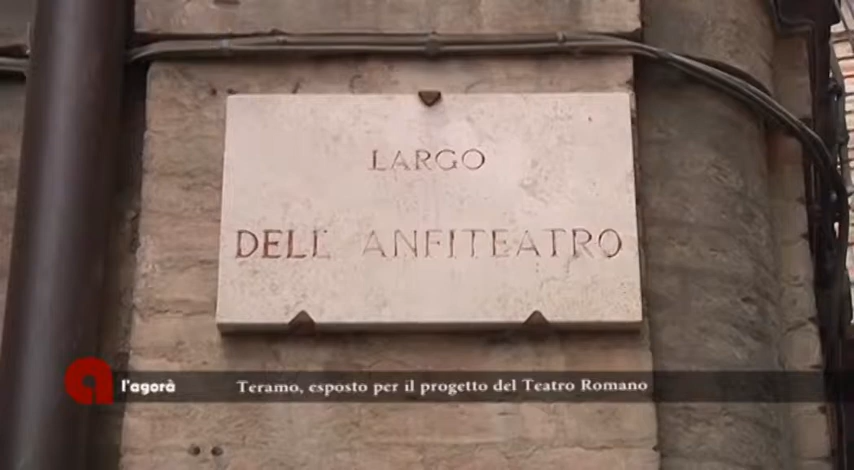 LARGO
DELL' ANFITEATRO
l'agorà Teramo, esposto per il progetto del Teatro Romano